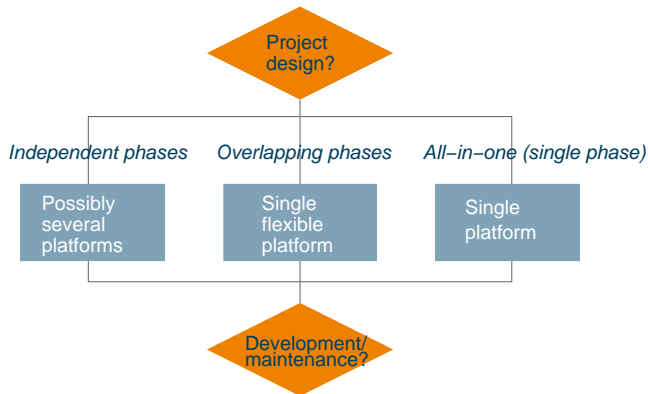 Project
design?
Independent phases
Overlapping phases
All−in−one (single phase)
Possibly
several
platforms
Single
flexible
platform
Single
platform
Development/
maintenance?